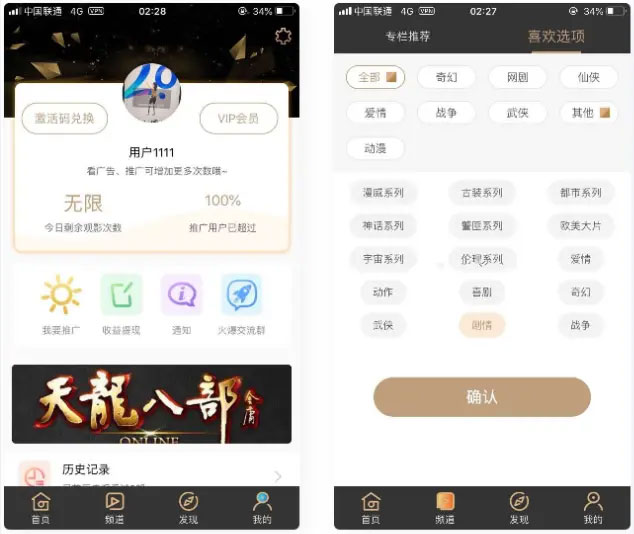 中国联通 4G VPN 02:28 34%
激活码兑换
VIP会员
用户1111
看广告、推广可增加更多次数哦~
无限
100%
今日剩余观影次数
推广用户已超过
我要推广
收益提现
通知
火爆交流群
天龍八部
金庸
ONLINE
历史记录
首页
频道
发现
我的
中国联通 4G VPN 02:27 34%
专栏推荐
喜欢选项
全部
奇幻
网剧
仙侠
爱情
战争
武侠
其他
动漫
漫威系列
古装系列
都市系列
神话系列
警匪系列
欧美大片
宇宙系列
伦理系列
爱情
动作
喜剧
奇幻
武侠
剧情
战争
确认
首页
频道
发现
我的